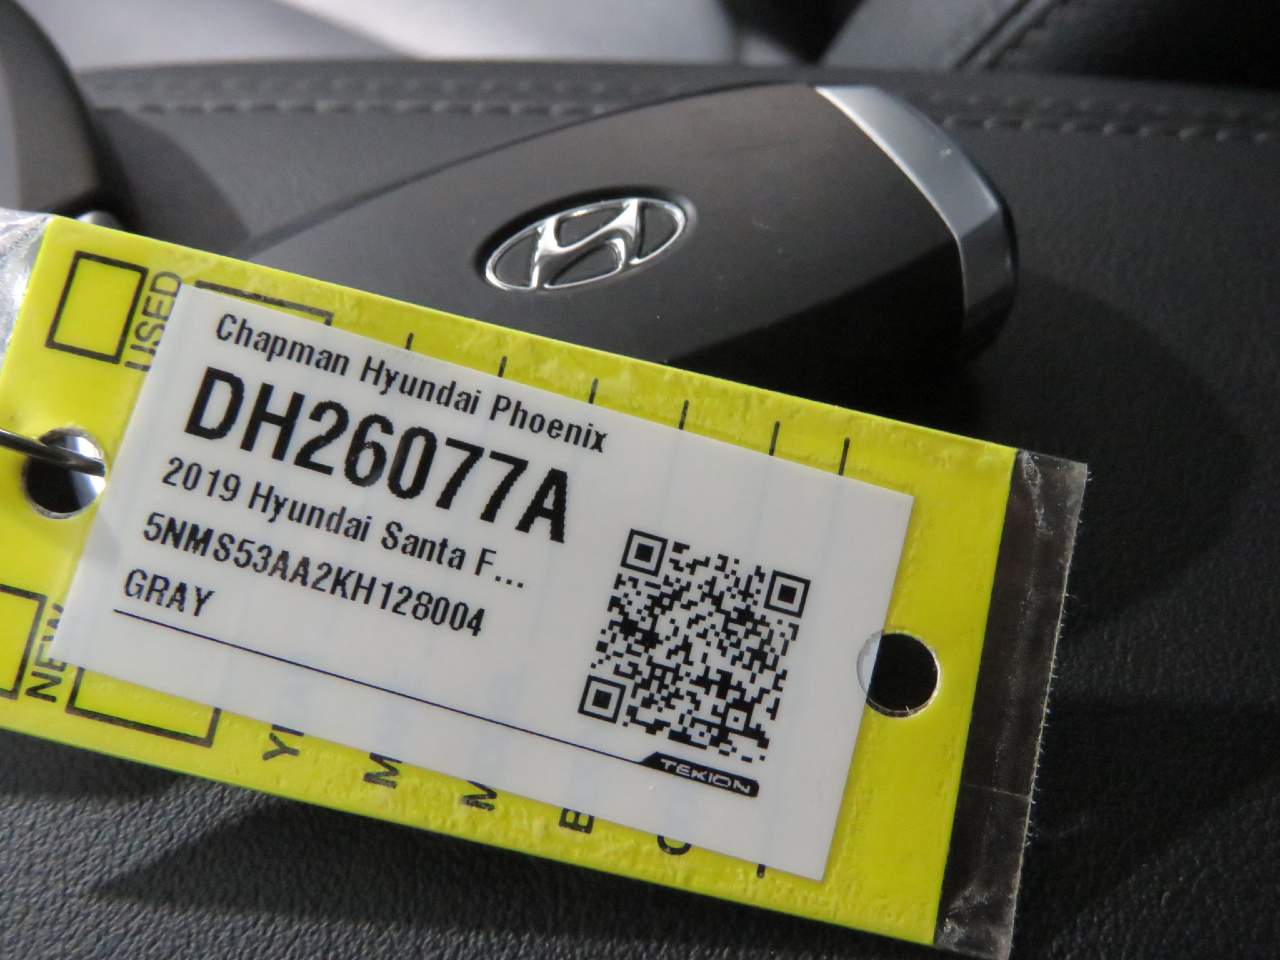 USED
Chapman Hyundai Phoenix
DH26077A
2019 Hyundai Santa F...
5NMS53AA2KH128004
GRAY
TEKION
NEW